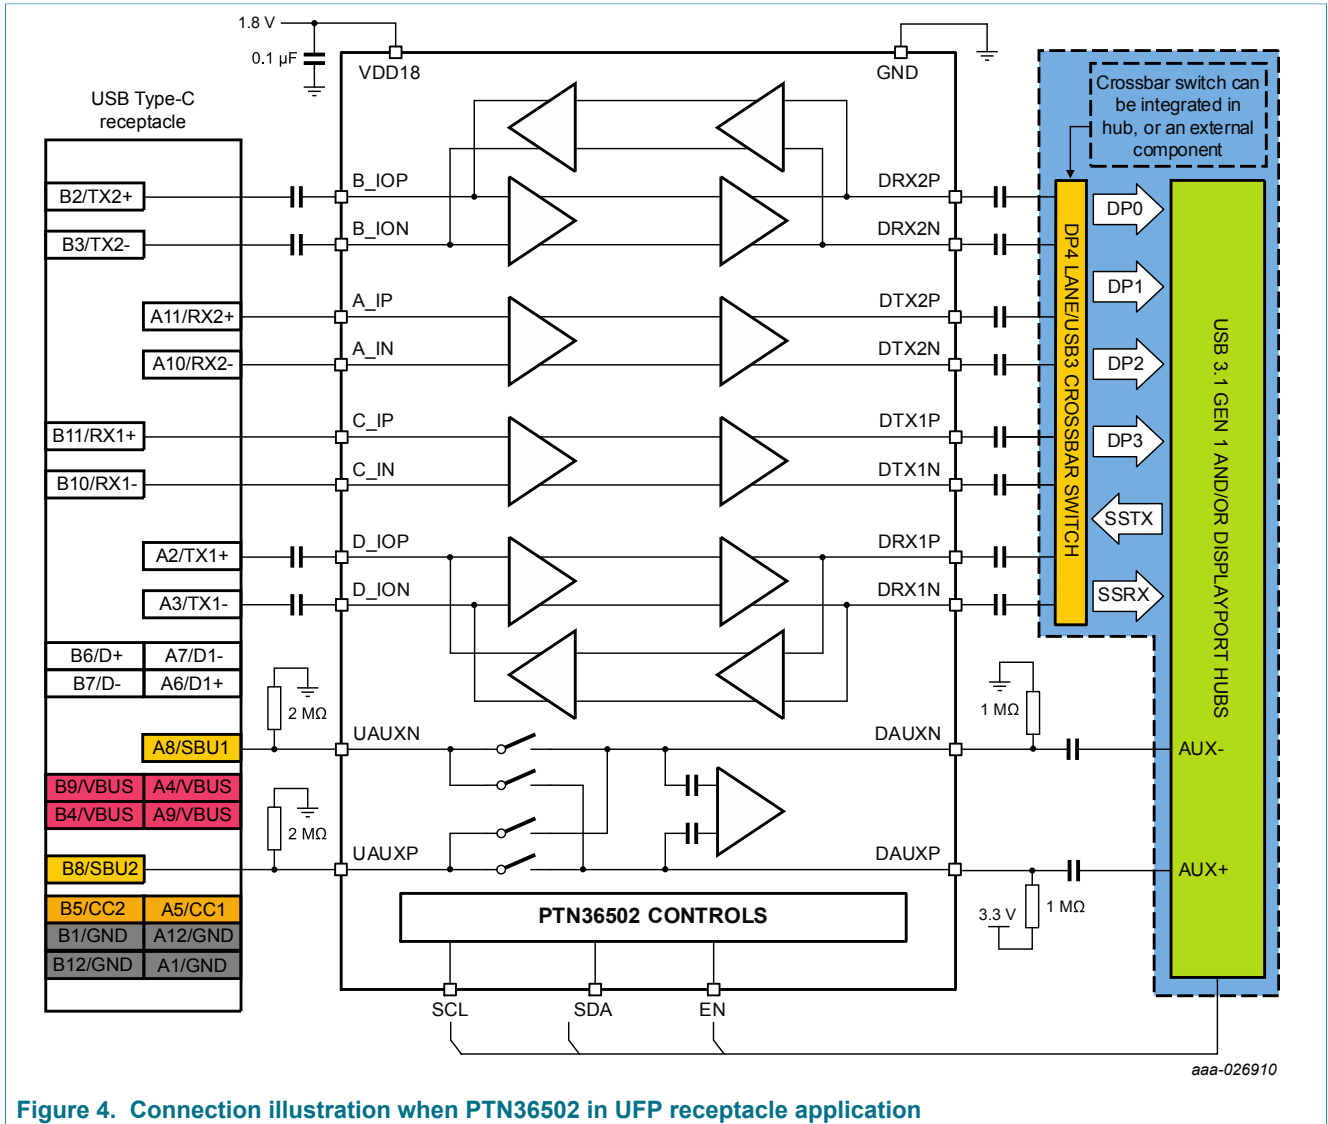 1.8 V
0.1 µF
VDD18
GND
Crossbar switch can
be integrated in
hub, or an external
component
USB Type-C
receptacle
B2/TX2+
B_IOP
DRX2P
DP0
B3/TX2-
B_ION
DRX2N
A11/RX2+
A_IP
DTX2P
DP1
A10/RX2-
A_IN
DTX2N
DP2
B11/RX1+
C_IP
DTX1P
DP3
B10/RX1-
C_IN
DTX1N
SSTX
A2/TX1+
D_IOP
DRX1P
A3/TX1-
D_ION
DRX1N
SSRX
DP4 LANE/USB3 CROSSBAR SWITCH
USB 3.1 GEN 1 AND/OR DISPLAYPORT HUBS
B6/D+ A7/D1-
B7/D- A6/D1+
2 MΩ
1 MΩ
A8/SBU1
UAUXN
DAUXN
AUX-
B9/VBUS A4/VBUS
B4/VBUS A9/VBUS
2 MΩ
B8/SBU2
UAUXP
DAUXP
AUX+
B5/CC2 A5/CC1
B1/GND A12/GND
B12/GND A1/GND
PTN36502 CONTROLS
3.3 V
1 MΩ
SCL
SDA
EN
aaa-026910
Figure 4. Connection illustration when PTN36502 in UFP receptacle application